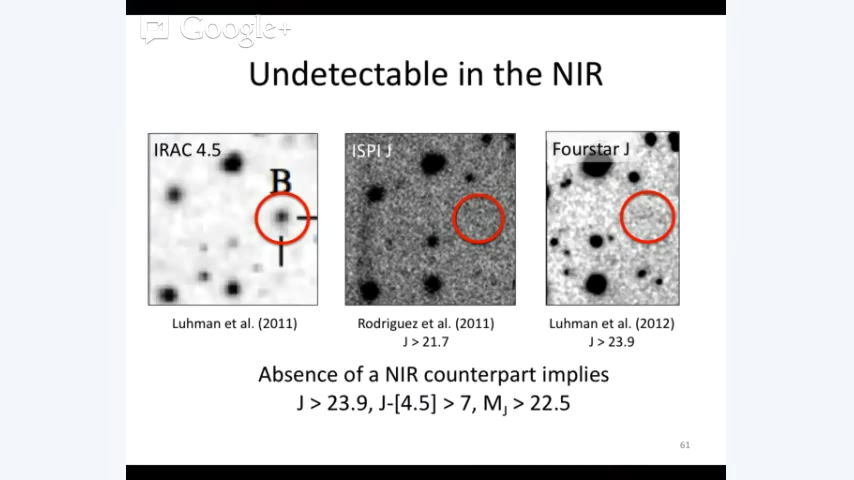 Google+
Undetectable in the NIR
IRAC 4.5
ISPI J
Fourstar J
B
Luhman et al. (2011)
Rodriguez et al. (2011)
J > 21.7
Luhman et al. (2012)
J > 23.9
Absence of a NIR counterpart implies
J > 23.9, J-[4.5] > 7, MJ > 22.5
61